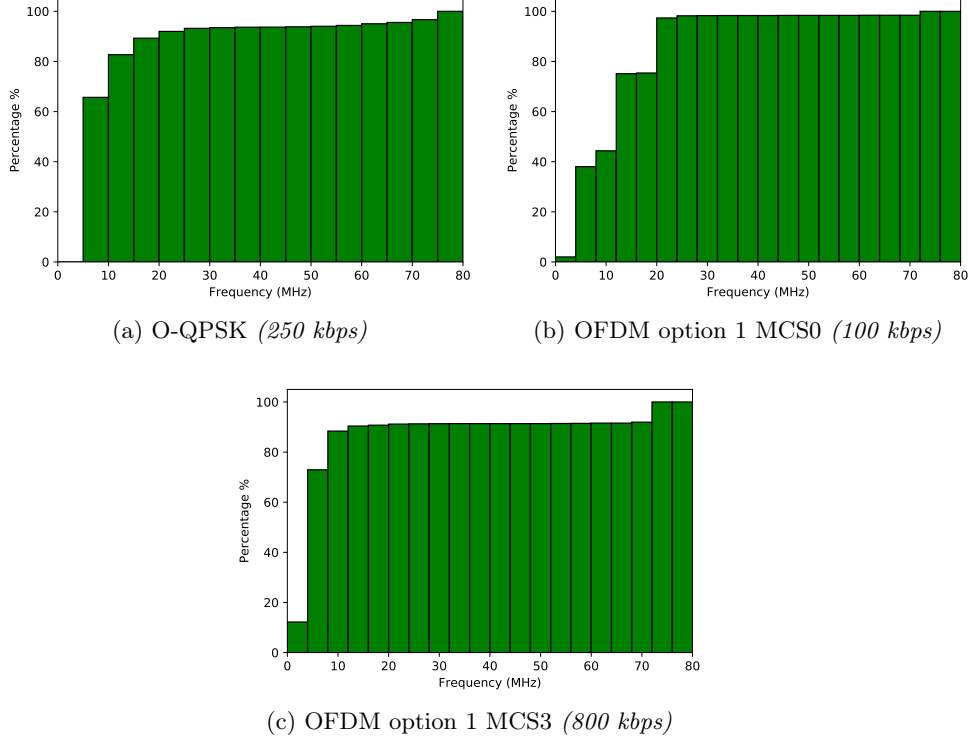 100
80
60
40
20
0
Percentage %
0 10 20 30 40 50 60 70 80
Frequency (MHz)
(a) O-QPSK (250 kbps)
100
80
60
40
20
0
Percentage %
0 10 20 30 40 50 60 70 80
Frequency (MHz)
(b) OFDM option 1 MCS0 (100 kbps)
100
80
60
40
20
0
Percentage %
0 10 20 30 40 50 60 70 80
Frequency (MHz)
(c) OFDM option 1 MCS3 (800 kbps)